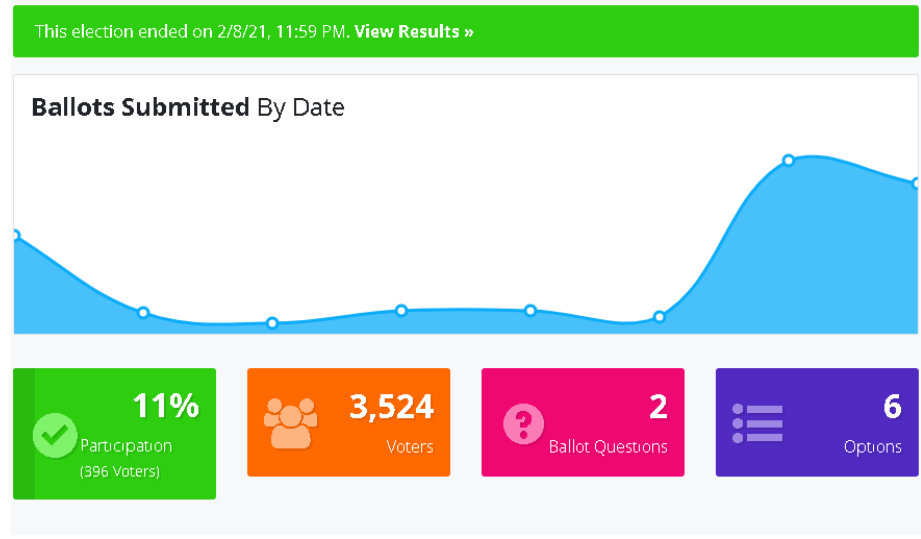 This election ended on 2/8/21, 11:59 PM. View Results »
Ballots Submitted By Date
11%
Participation
(396 Voters)
3,524
Voters
2
Ballot Questions
6
Options